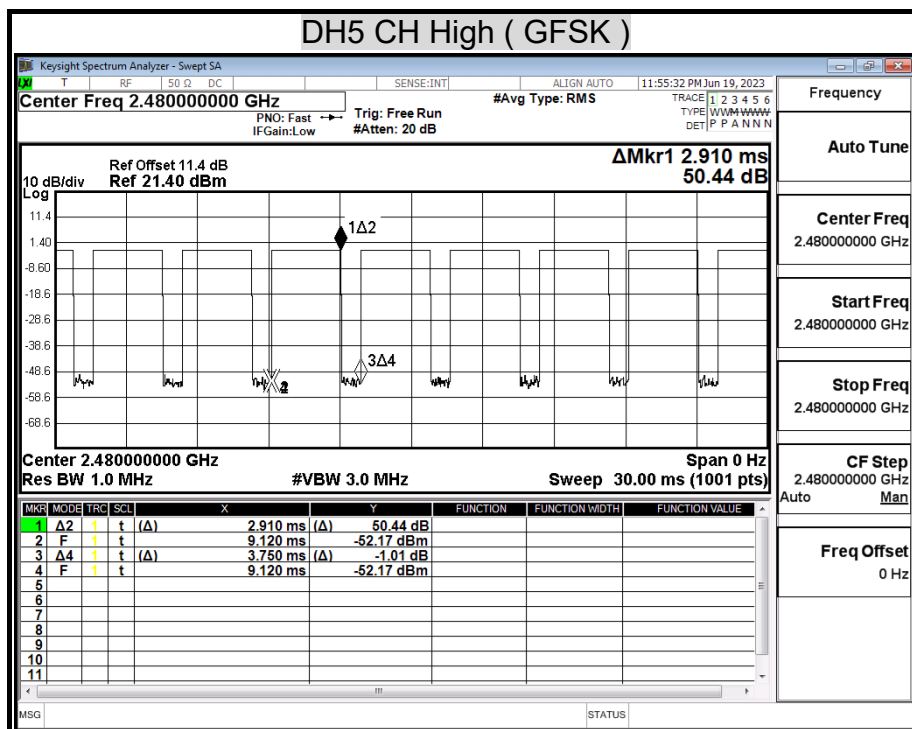 DH5 CH High ( GFSK )
Keysight Spectrum Analyzer - Swept SA
LXI T RF 50 Ω DC SENSE:INT ALIGN AUTO 11:55:32 PM Jun 19, 2023
Center Freq 2.480000000 GHz
PNO: Fast
IFGain:Low
Trig: Free Run
#Atten: 20 dB
#Avg Type: RMS
TRACE 1 2 3 4 5 6
TYPE WWMWWW
DET P P A N N N
Frequency
Auto Tune
Center Freq
2.480000000 GHz
Start Freq
2.480000000 GHz
Stop Freq
2.480000000 GHz
CF Step
2.480000000 GHz
Auto Man
Freq Offset
0 Hz
ΔMkr1 2.910 ms
50.44 dB
Ref Offset 11.4 dB
10 dB/div Ref 21.40 dBm
Log
11.4
1.40
-8.60
-18.6
-28.6
-38.6
-48.6
-58.6
-68.6
1Δ2
3Δ4
Center 2.480000000 GHz Span 0 Hz
Res BW 1.0 MHz #VBW 3.0 MHz Sweep 30.00 ms (1001 pts)
MKR MODE TRC SCL X Y FUNCTION FUNCTION WIDTH FUNCTION VALUE
1 Δ2 1 t (Δ) 2.910 ms (Δ) 50.44 dB
2 F 1 t 9.120 ms -52.17 dBm
3 Δ4 1 t (Δ) 3.750 ms (Δ) -1.01 dB
4 F 1 t 9.120 ms -52.17 dBm
5
6
7
8
9
10
11
MSG STATUS